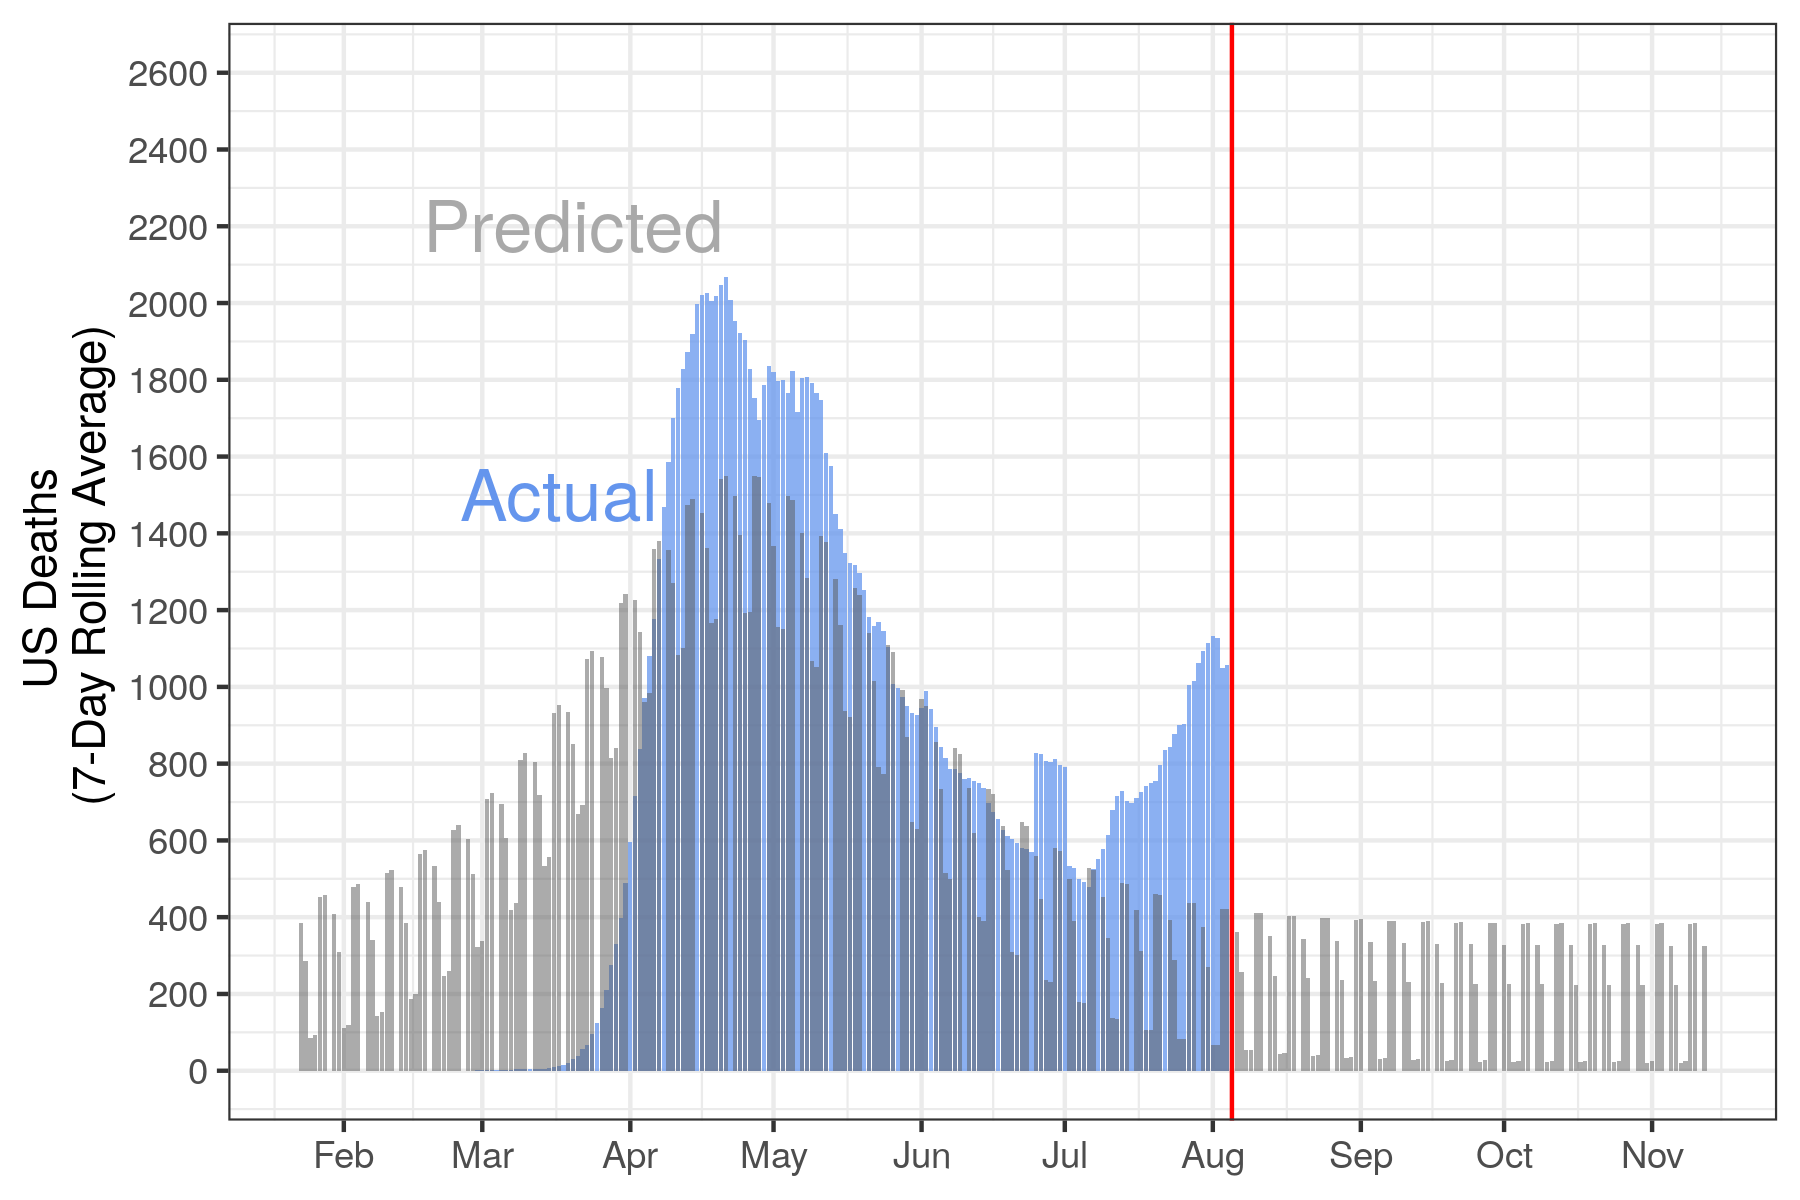 US Deaths
(7-Day Rolling Average)
2600
2400
2200
2000
1800
1600
1400
1200
1000
800
600
400
200
0
Predicted
Actual
Feb Mar Apr May Jun Jul Aug Sep Oct Nov